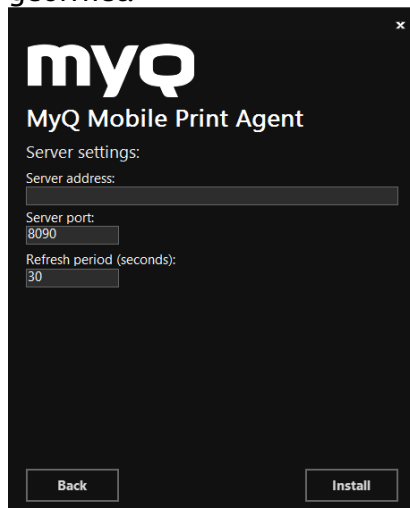 x
myQ
MyQ Mobile Print Agent
Server settings:
Server address:
Server port:
8090
Refresh period (seconds):
30
Back Install